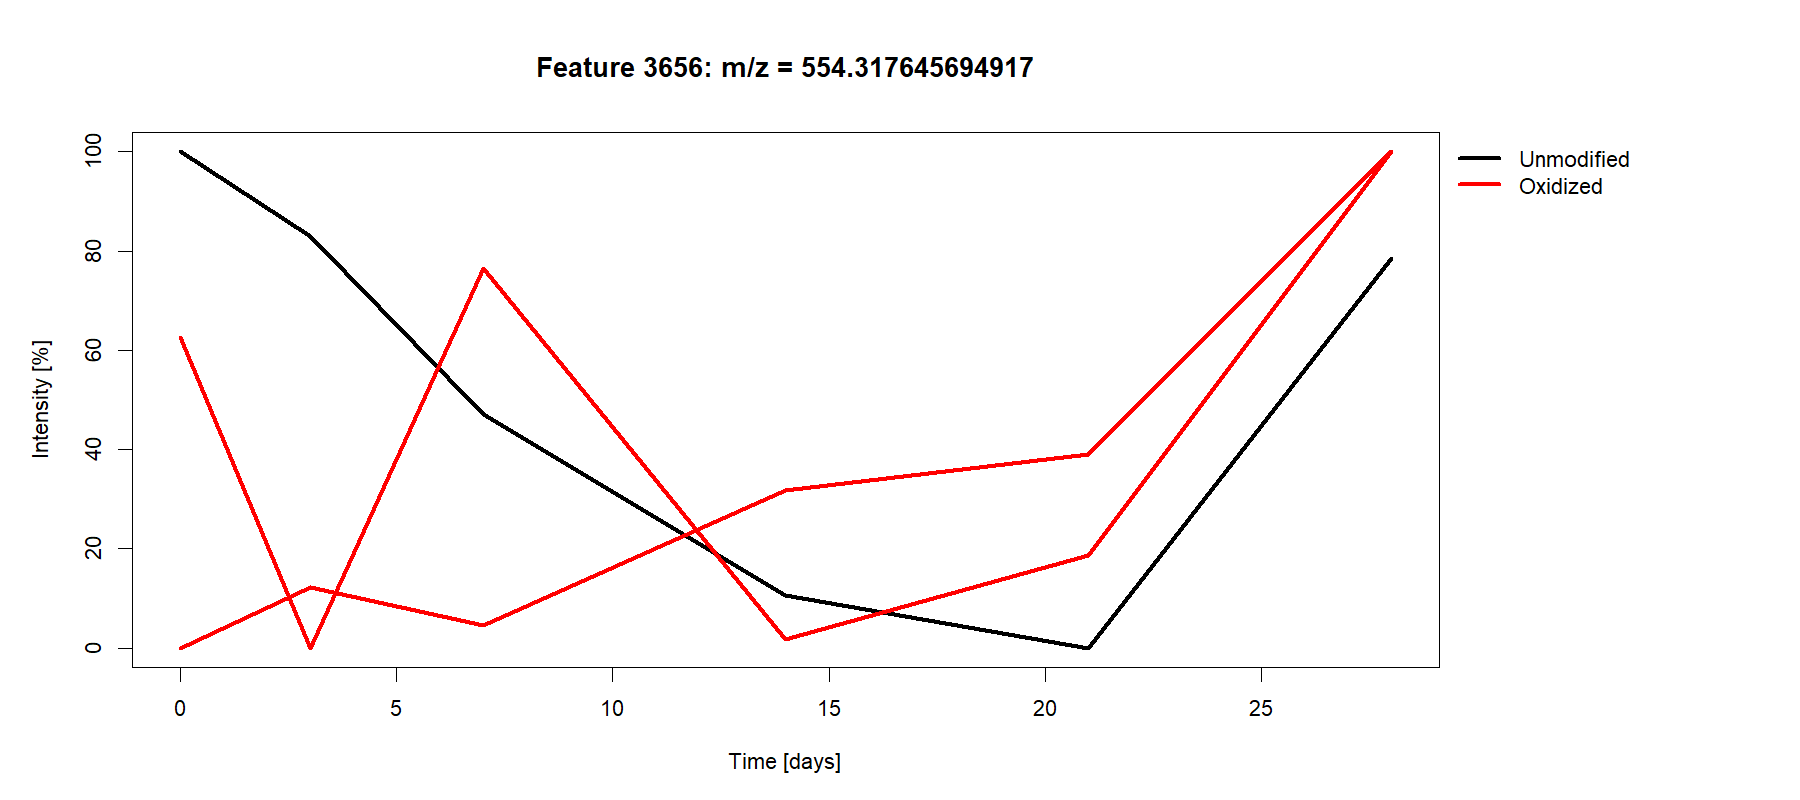 Feature 3656: m/z = 554.317645694917
Unmodified
Oxidized
Intensity [%]
100
80
60
40
20
0
0 5 10 15 20 25
Time [days]